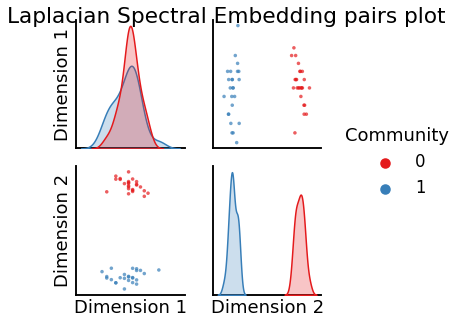 Laplacian Spectral Embedding pairs plot
Dimension 1
Community
0
1
Dimension 2
Dimension 1
Dimension 2